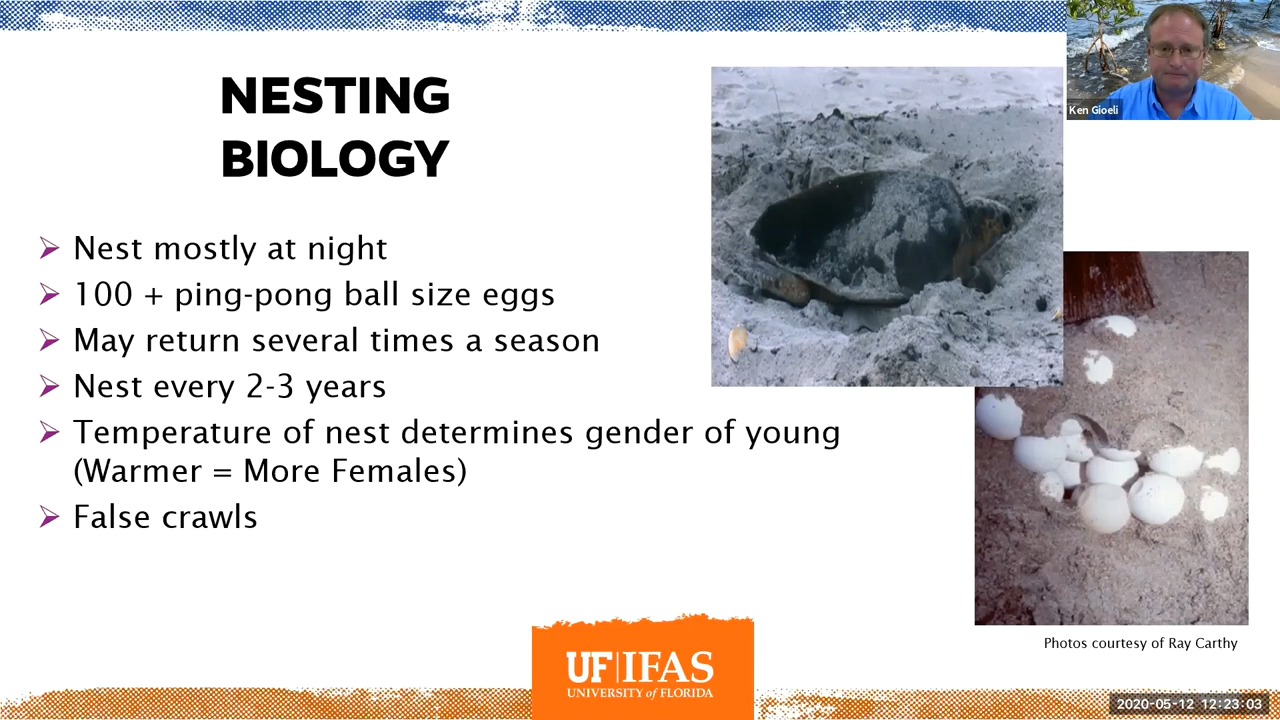 NESTING
BIOLOGY
Ken Gioeli
➢ Nest mostly at night
➢ 100 + ping-pong ball size eggs
➢ May return several times a season
➢ Nest every 2-3 years
➢ Temperature of nest determines gender of young
(Warmer = More Females)
➢ False crawls
Photos courtesy of Ray Carthy
UF|IFAS
UNIVERSITY of FLORIDA
2020-05-12 12:23:03